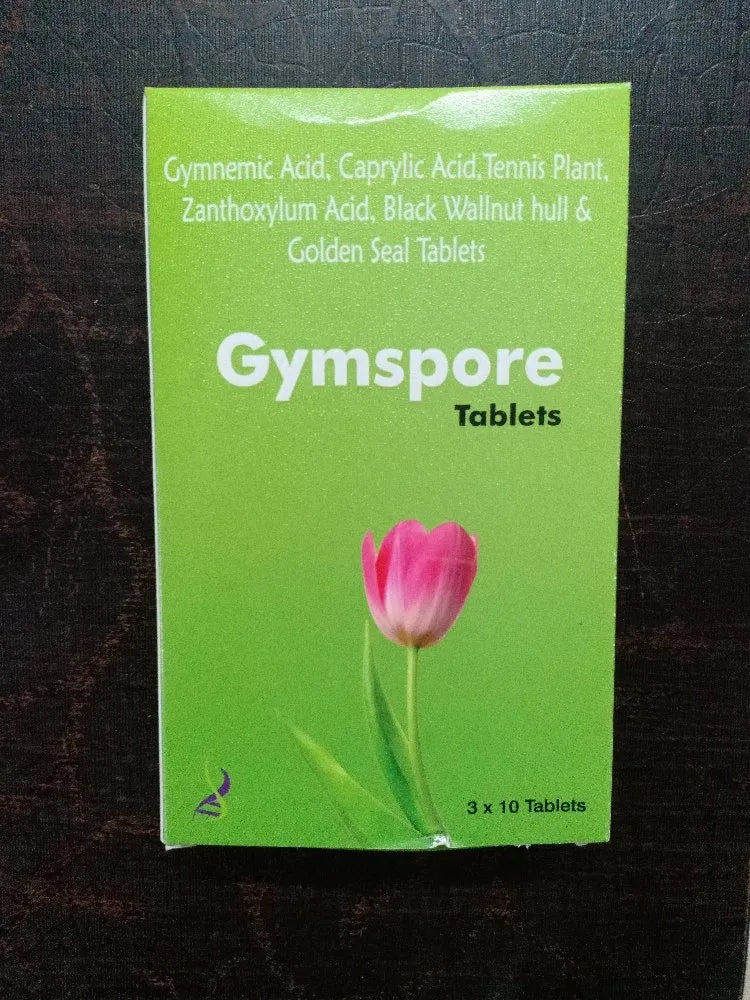 Gymnemic Acid, Caprylic Acid,Tennis Plant,
Zanthoxylum Acid, Black Wallnut hull &
Golden Seal Tablets
Gymspore
Tablets
3 x 10 Tablets